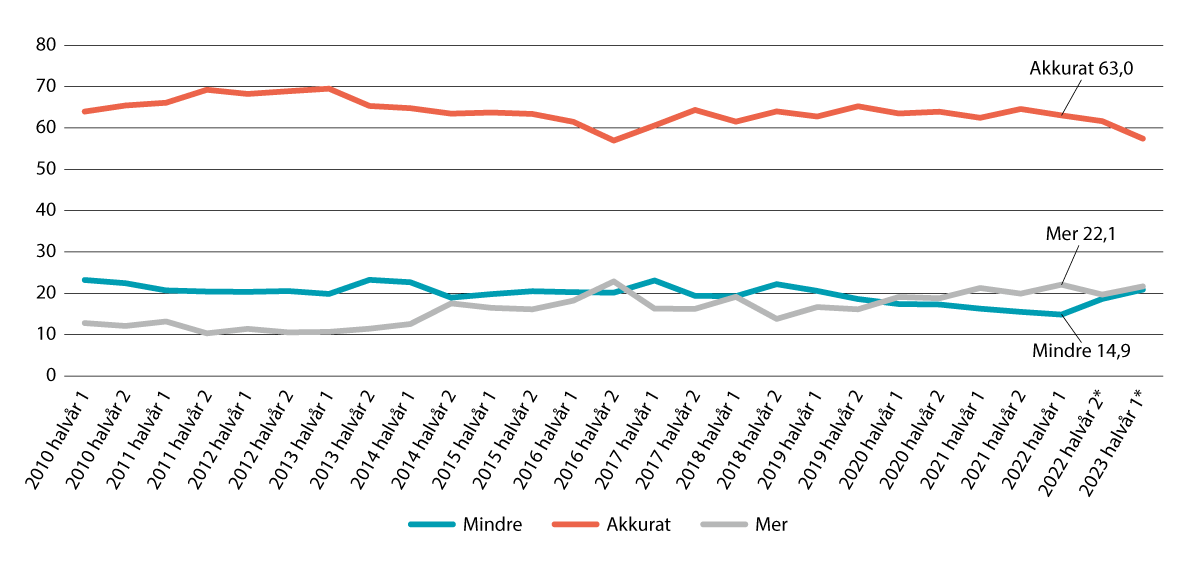 80
70
60
50
40
30
20
10
0
Akkurat 63,0
Mer 22,1
Mindre 14,9
2010 halvår 1
2010 halvår 2
2011 halvår 1
2011 halvår 2
2012 halvår 1
2012 halvår 2
2013 halvår 1
2013 halvår 2
2014 halvår 1
2014 halvår 2
2015 halvår 1
2015 halvår 2
2016 halvår 1
2016 halvår 2
2017 halvår 1
2017 halvår 2
2018 halvår 1
2018 halvår 2
2019 halvår 1
2019 halvår 2
2020 halvår 1
2020 halvår 2
2021 halvår 1
2021 halvår 2
2022 halvår 1
2022 halvår 2*
2023 halvår 1*
Mindre Akkurat Mer